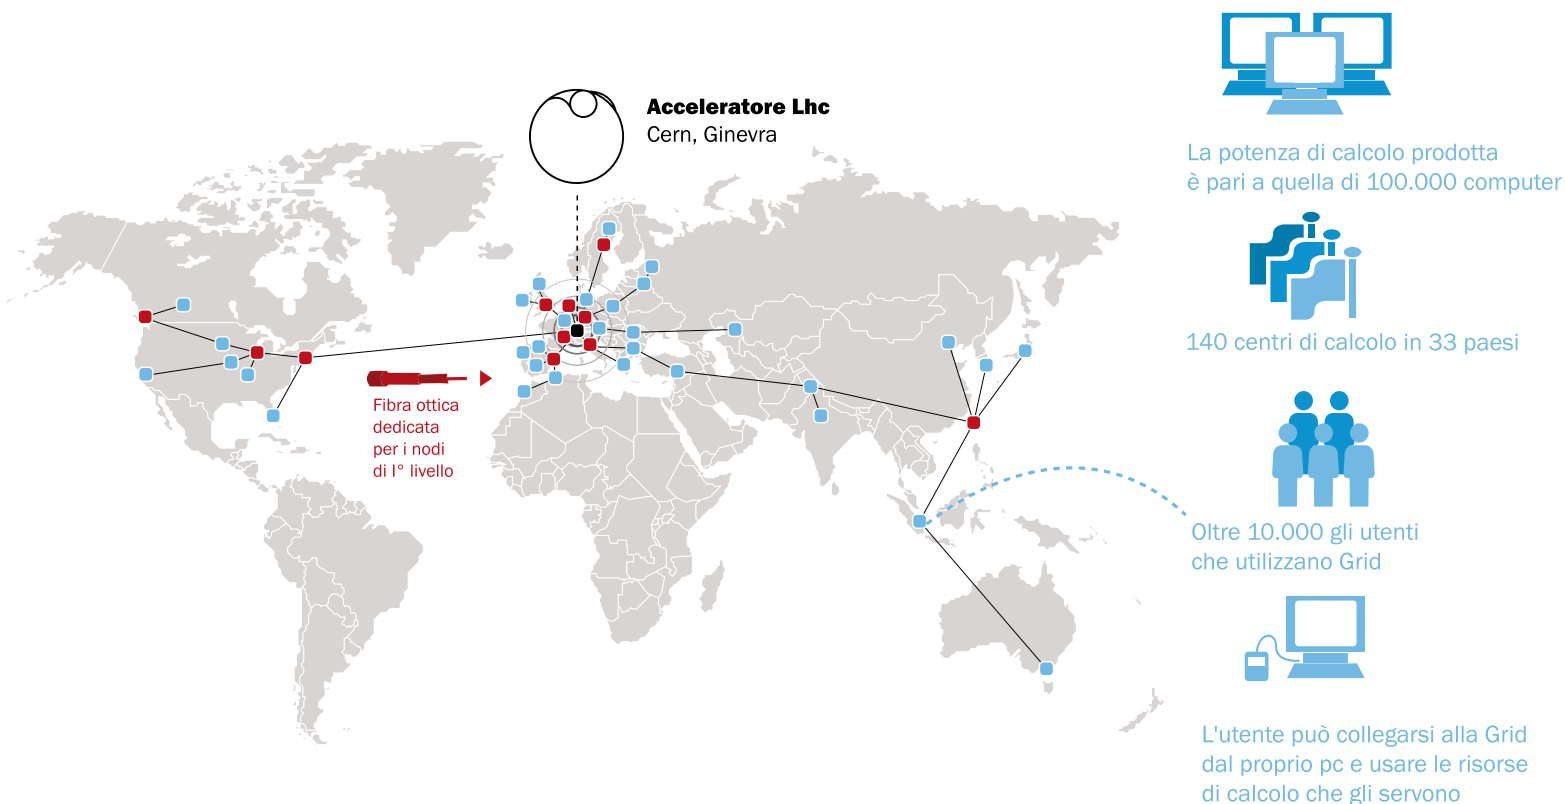 Acceleratore Lhc
Cern, Ginevra
Fibra ottica
dedicata
per i nodi
di I° livello
La potenza di calcolo prodotta
è pari a quella di 100.000 computer
140 centri di calcolo in 33 paesi
Oltre 10.000 gli utenti
che utilizzano Grid
L'utente può collegarsi alla Grid
dal proprio pc e usare le risorse
di calcolo che gli servono